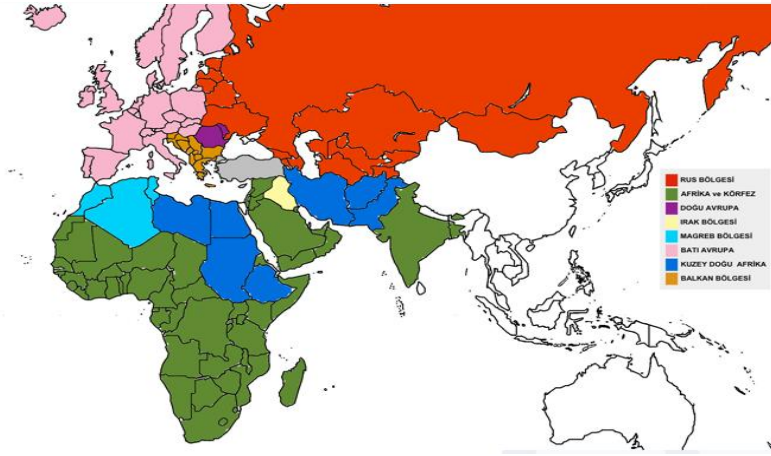 RUS BÖLGESİ
AFRİKA ve KÖRFEZ
DOĞU AVRUPA
IRAK BÖLGESİ
MAGREB BÖLGESİ
BATI AVRUPA
KUZEY DOĞU AFRİKA
BALKAN BÖLGESİ